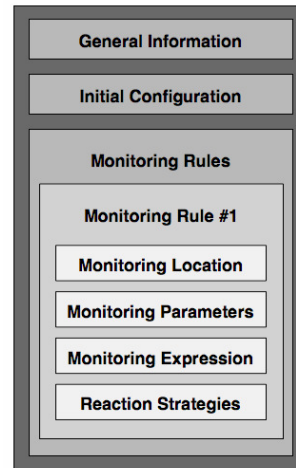 General Information
Initial Configuration
Monitoring Rules
Monitoring Rule #1
Monitoring Location
Monitoring Parameters
Monitoring Expression
Reaction Strategies